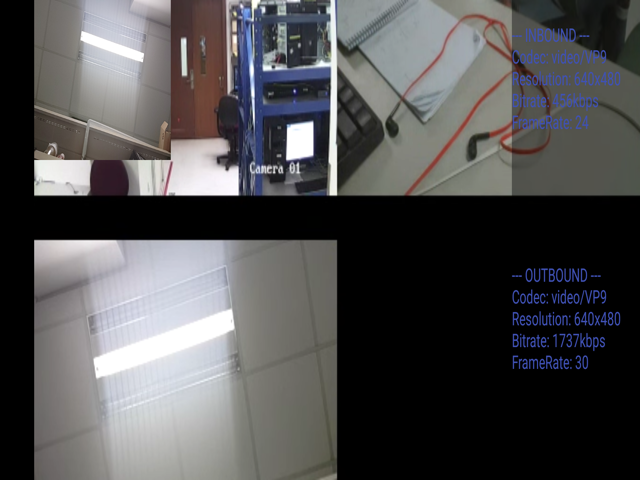 --- INBOUND ---
Codec: video/VP9
Resolution: 640x480
Bitrate: 456kbps
FrameRate: 24
Camera 01
--- OUTBOUND ---
Codec: video/VP9
Resolution: 640x480
Bitrate: 1737kbps
FrameRate: 30